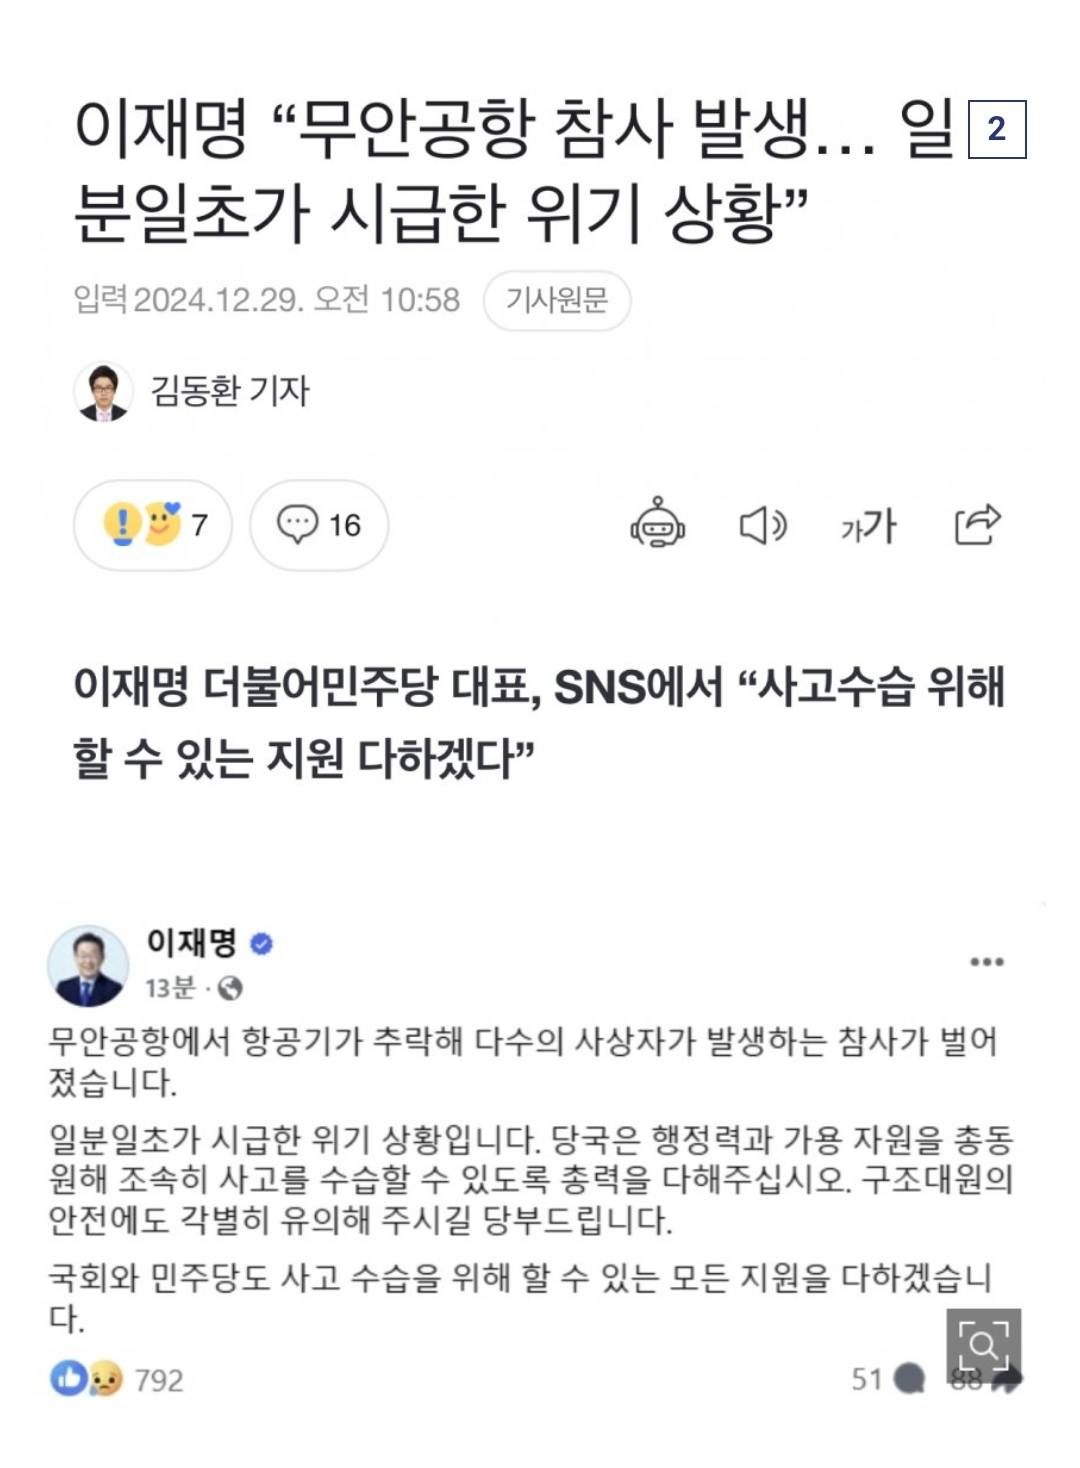 이재명 “무안공항 참사 발생… 일
2
분일초가 시급한 위기 상황”
입력 2024.12.29. 오전 10:58
기사원문
김동환 기자
7
16
가가
이재명 더불어민주당 대표, SNS에서 “사고수습 위해
할 수 있는 지원 다하겠다”
이재명
13분 ·
무안공항에서 항공기가 추락해 다수의 사상자가 발생하는 참사가 벌어
졌습니다.
일분일초가 시급한 위기 상황입니다. 당국은 행정력과 가용 자원을 총동
원해 조속히 사고를 수습할 수 있도록 총력을 다해주십시오. 구조대원의
안전에도 각별히 유의해 주시길 당부드립니다.
국회와 민주당도 사고 수습을 위해 할 수 있는 모든 지원을 다하겠습니
다.
792
51
88